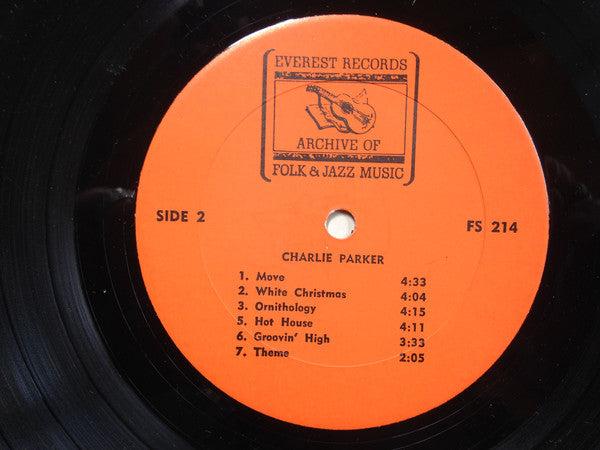 EVEREST RECORDS
ARCHIVE OF
FOLK & JAZZ MUSIC
SIDE 2
FS 214
CHARLIE PARKER
1. Move 4:33
2. White Christmas 4:04
3. Ornithology 4:15
5. Hot House 4:11
6. Groovin' High 3:33
7. Theme 2:05